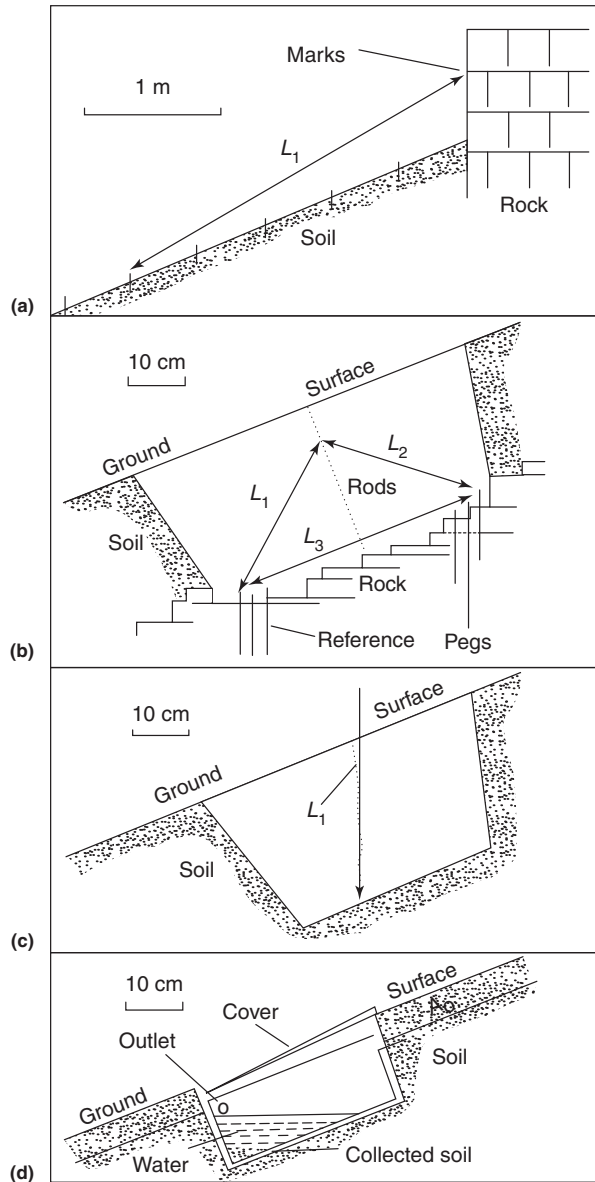 Marks
1 m
L1
Rock
Soil
(a)
10 cm
Surface
Ground
L2
L1
Rods
Soil
L3
Rock
Reference
Pegs
(b)
10 cm
Surface
Ground
L1
Soil
(c)
10 cm
Surface
Cover
Ao
Outlet
Soil
Ground
o
Water
Collected soil
(d)